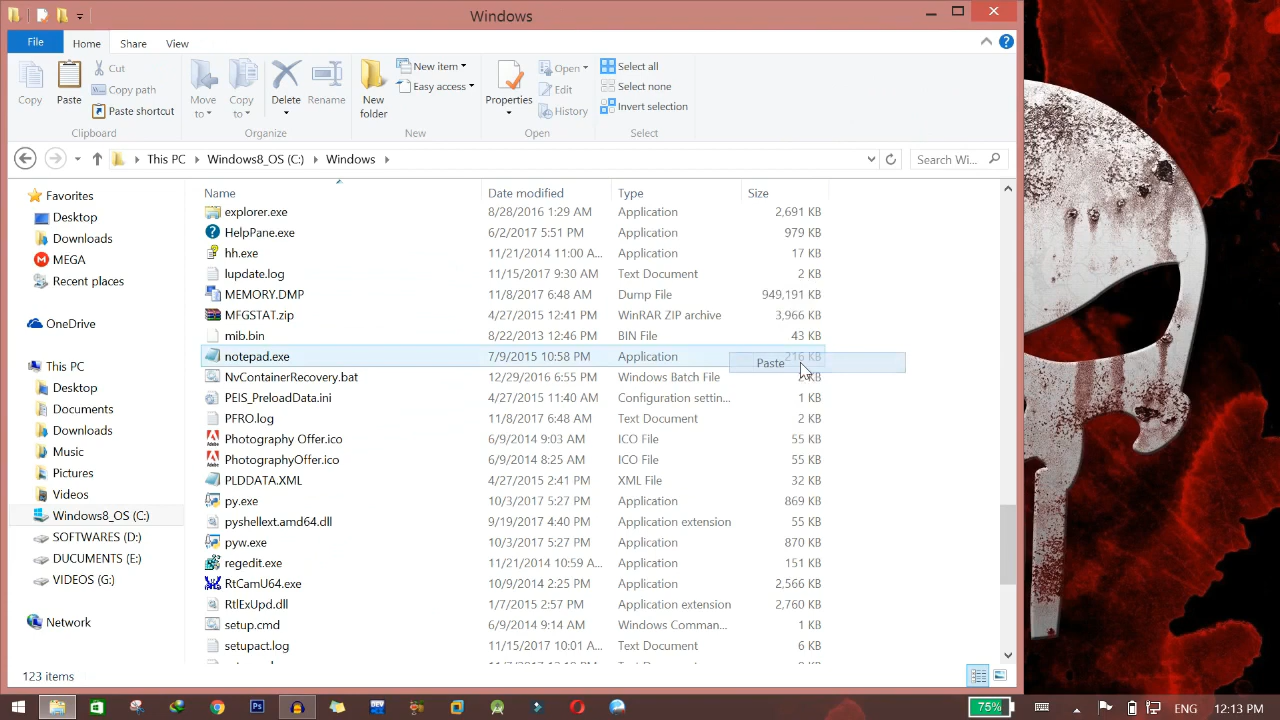 Windows
File Home Share View
Copy
Paste
Cut
Copy path
Paste shortcut
Clipboard
Move to
Copy to
Delete
Rename
Organize
New folder
New item
Easy access
New
Properties
Open
Edit
History
Open
Select all
Select none
Invert selection
Select
This PC Windows8_OS (C:) Windows
Search Wi...
Favorites
Desktop
Downloads
MEGA
Recent places
OneDrive
This PC
Desktop
Documents
Downloads
Music
Pictures
Videos
Windows8_OS (C:)
SOFTWARES (D:)
DUCUMENTS (E:)
VIDEOS (G:)
Network
Name Date modified Type Size
explorer.exe 8/28/2016 1:29 AM Application 2,691 KB
HelpPane.exe 6/2/2017 5:51 PM Application 979 KB
hh.exe 11/21/2014 11:00 A... Application 17 KB
lupdate.log 11/15/2017 9:30 AM Text Document 2 KB
MEMORY.DMP 11/8/2017 6:48 AM Dump File 949,191 KB
MFGSTAT.zip 4/27/2015 12:41 PM WinRAR ZIP archive 3,966 KB
mib.bin 8/22/2013 12:46 PM BIN File 43 KB
notepad.exe 7/9/2015 10:58 PM Application 216 KB
Paste
NvContainerRecovery.bat 12/29/2016 6:55 PM Windows Batch File KB
PEIS_PreloadData.ini 4/27/2015 11:40 AM Configuration settin... 1 KB
PFRO.log 11/8/2017 6:48 AM Text Document 2 KB
Photography Offer.ico 6/9/2014 9:03 AM ICO File 55 KB
PhotographyOffer.ico 6/9/2014 8:25 AM ICO File 55 KB
PLDDATA.XML 4/27/2015 2:41 PM XML File 32 KB
py.exe 10/3/2017 5:27 PM Application 869 KB
pyshellext.amd64.dll 9/19/2017 4:40 PM Application extension 55 KB
pyw.exe 10/3/2017 5:27 PM Application 870 KB
regedit.exe 11/21/2014 10:59 A... Application 151 KB
RtCamU64.exe 10/9/2014 2:25 PM Application 2,566 KB
RtlExUpd.dll 1/7/2015 2:57 PM Application extension 2,760 KB
setup.cmd 6/9/2014 9:14 AM Windows Comman... 1 KB
setupact.log 11/15/2017 10:01 A... Text Document 6 KB
123 items
75% ENG 12:13 PM